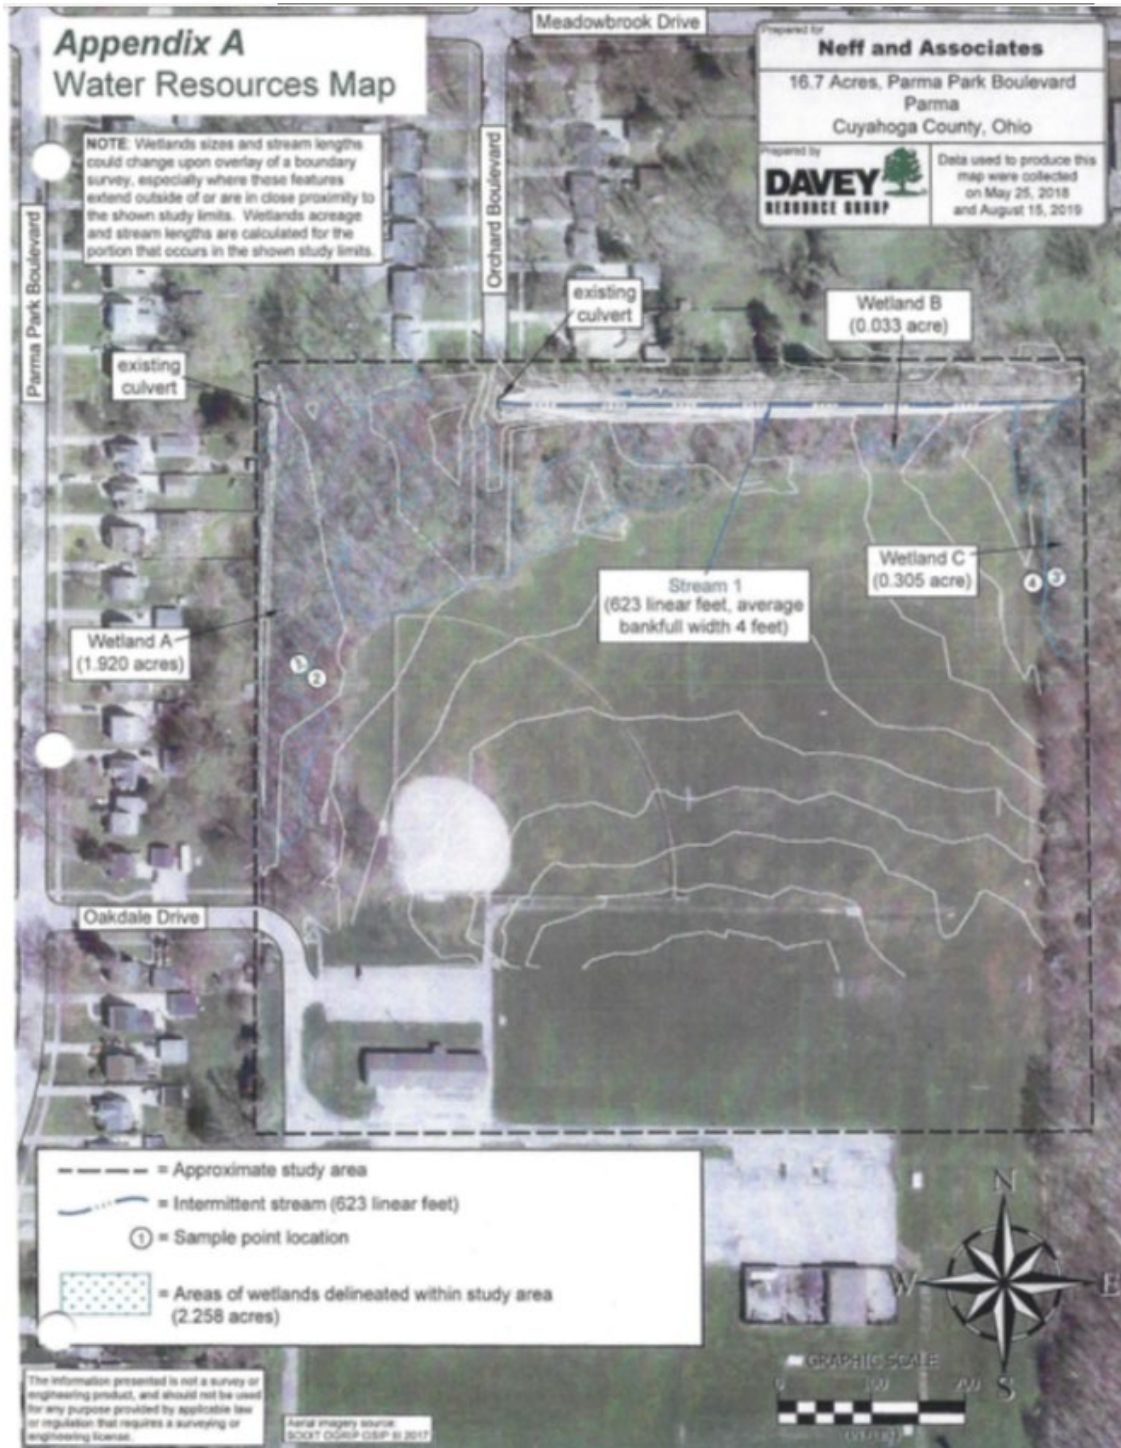 Appendix A
Water Resources Map
Meadowbrook Drive
Prepared for
Neff and Associates
16.7 Acres, Parma Park Boulevard
Parma
Cuyahoga County, Ohio
Prepared by
DAVEY
RESOURCE GROUP
Data used to produce this
map were collected
on May 25, 2018
and August 15, 2019
NOTE: Wetlands sizes and stream lengths
could change upon overlay of a boundary
survey, especially where these features
extend outside of or are in close proximity to
the shown study limits. Wetlands acreage
and stream lengths are calculated for the
portion that occurs in the shown study limits.
Parma Park Boulevard
Orchard Boulevard
existing
culvert
Wetland B
(0.033 acre)
existing
culvert
Wetland C
(0.305 acre)
Stream 1
(623 linear feet, average
bankfull width 4 feet)
4
3
Wetland A
(1.920 acres)
1
2
Oakdale Drive
= Approximate study area
= Intermittent stream (623 linear feet)
1 = Sample point location
= Areas of wetlands delineated within study area
(2.258 acres)
N
W
E
S
GRAPHIC SCALE
0 100 200
The information presented is not a survey or
engineering product, and should not be used
for any purpose provided by applicable law
or regulation that requires a surveying or
engineering license.
Aerial imagery source:
2017